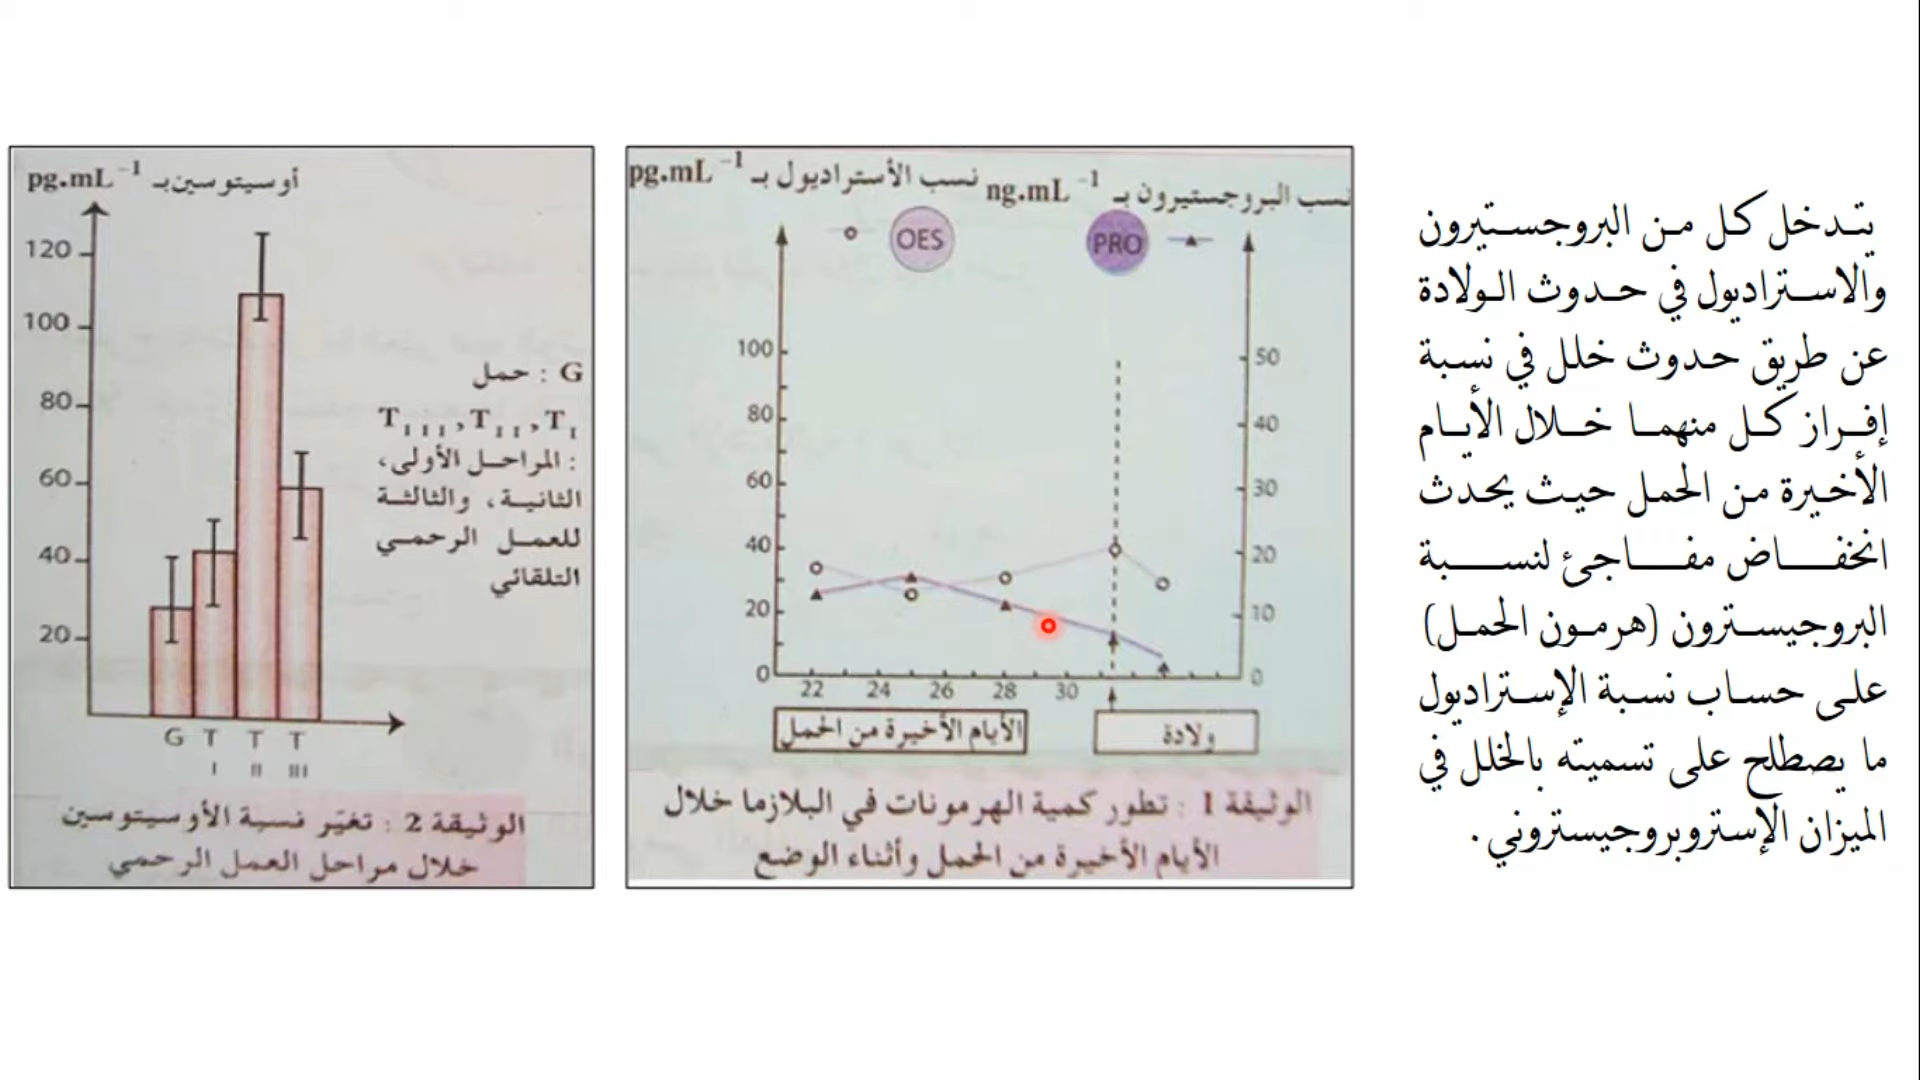 يتدخل كل من البروجستيرون
والاستراديول في حدوث الولادة
عن طريق حدوث خلل في نسبة
إفراز كل منهما خلال الأيام
الأخيرة من الحمل حيث يحدث
انخفاض مفاجئ لنسبة
البروجيسترون (هرمون الحمل)
على حساب نسبة الإستراديول
ما يصطلح على تسميته بالخلل في
الميزان الإستروبروجيستروني.
نسب البروجستيرون بـ ng.mL⁻¹
نسب الأستراديول بـ pg.mL⁻¹
OES
PRO
100
80
60
40
20
0
50
40
30
20
10
0
22 24 26 28 30
الأيام الأخيرة من الحمل
ولادة
الوثيقة 1 : تطور كمية الهرمونات في البلازما خلال
الأيام الأخيرة من الحمل وأثناء الوضع
أوسيتوسين بـ pg.mL⁻¹
120
100
80
60
40
20
G T T T
I II III
G : حمل
T I I I , T I I , T I
: المراحل الأولى،
الثانية، والثالثة
للعمل الرحمي
التلقائي
الوثيقة 2 : تغيّر نسبة الأوسيتوسين
خلال مراحل العمل الرحمي